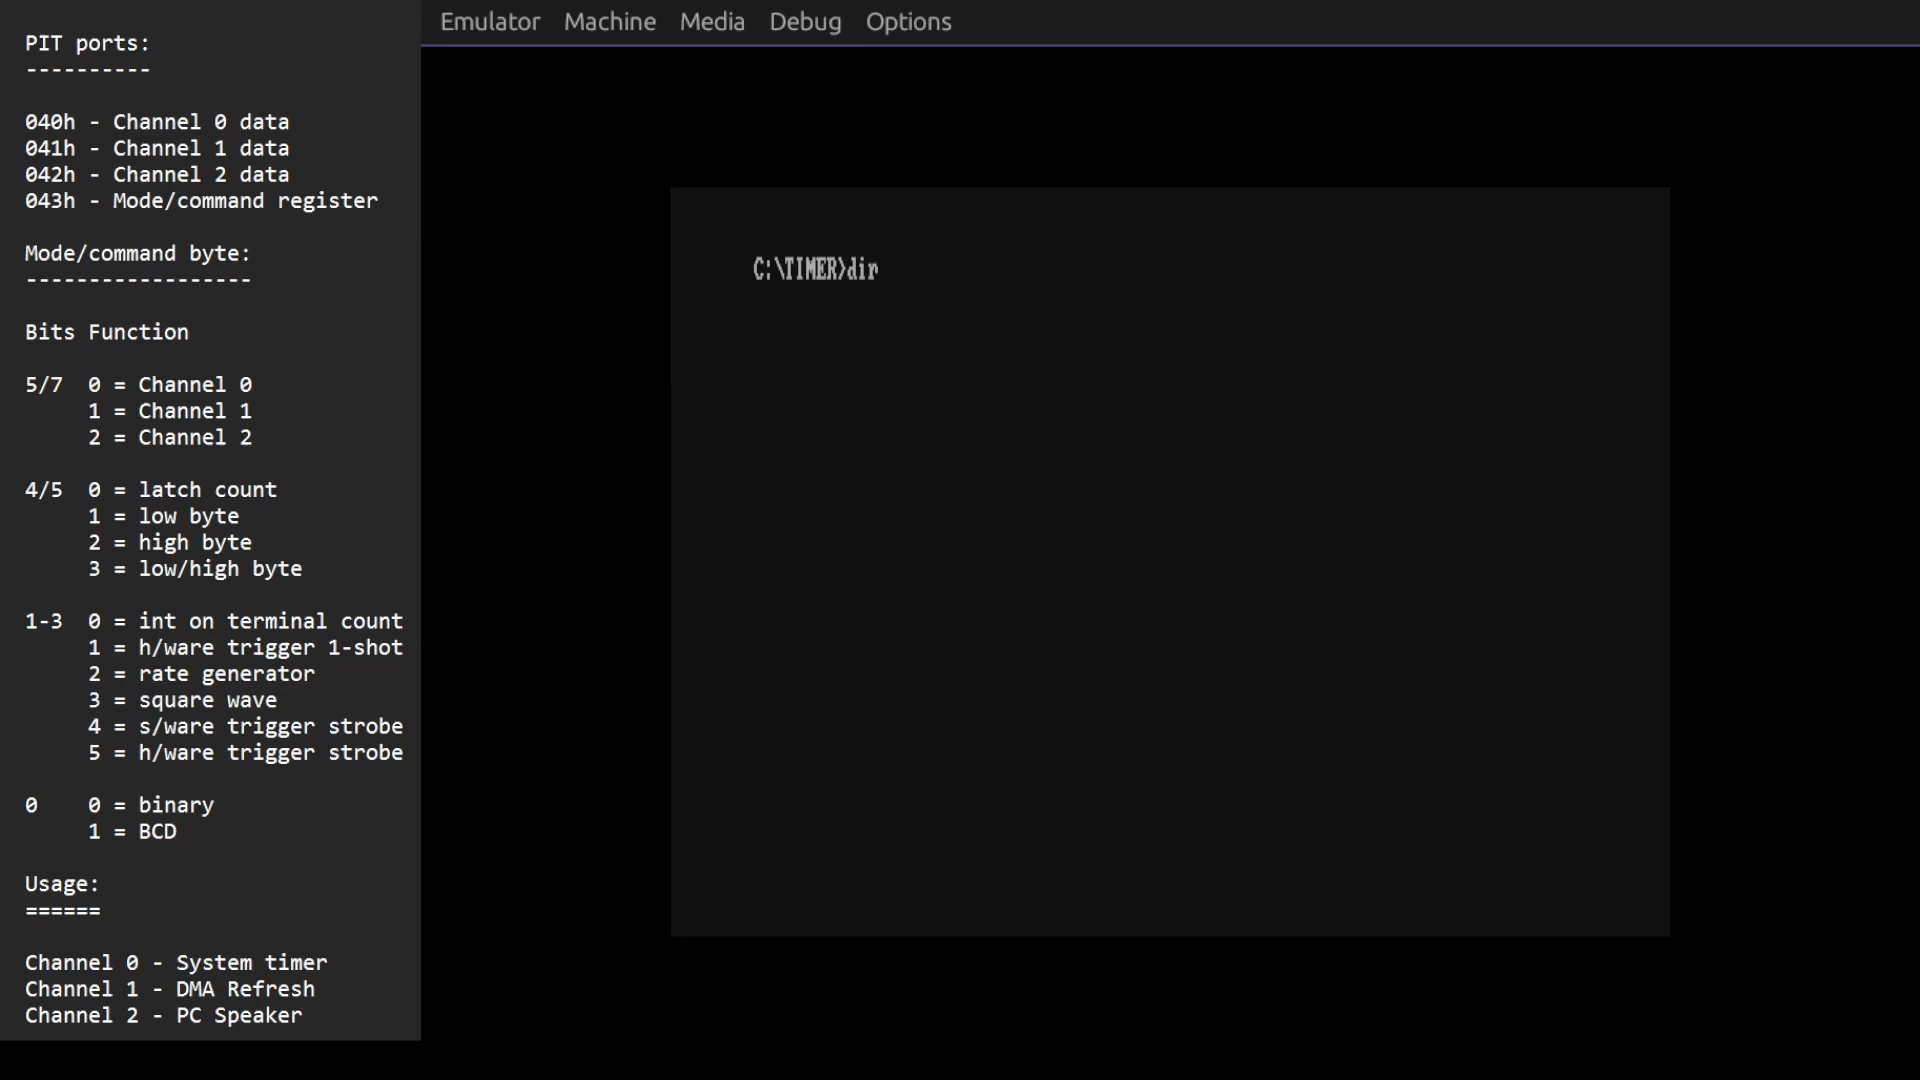 PIT ports:
----------
040h - Channel 0 data
041h - Channel 1 data
042h - Channel 2 data
043h - Mode/command register
Mode/command byte:
------------------
Bits Function
5/7  0 = Channel 0
1 = Channel 1
2 = Channel 2
4/5  0 = latch count
1 = low byte
2 = high byte
3 = low/high byte
1-3  0 = int on terminal count
1 = h/ware trigger 1-shot
2 = rate generator
3 = square wave
4 = s/ware trigger strobe
5 = h/ware trigger strobe
0    0 = binary
1 = BCD
Usage:
======
Channel 0 - System timer
Channel 1 - DMA Refresh
Channel 2 - PC Speaker
Emulator Machine Media Debug Options
C:\TIMER>dir